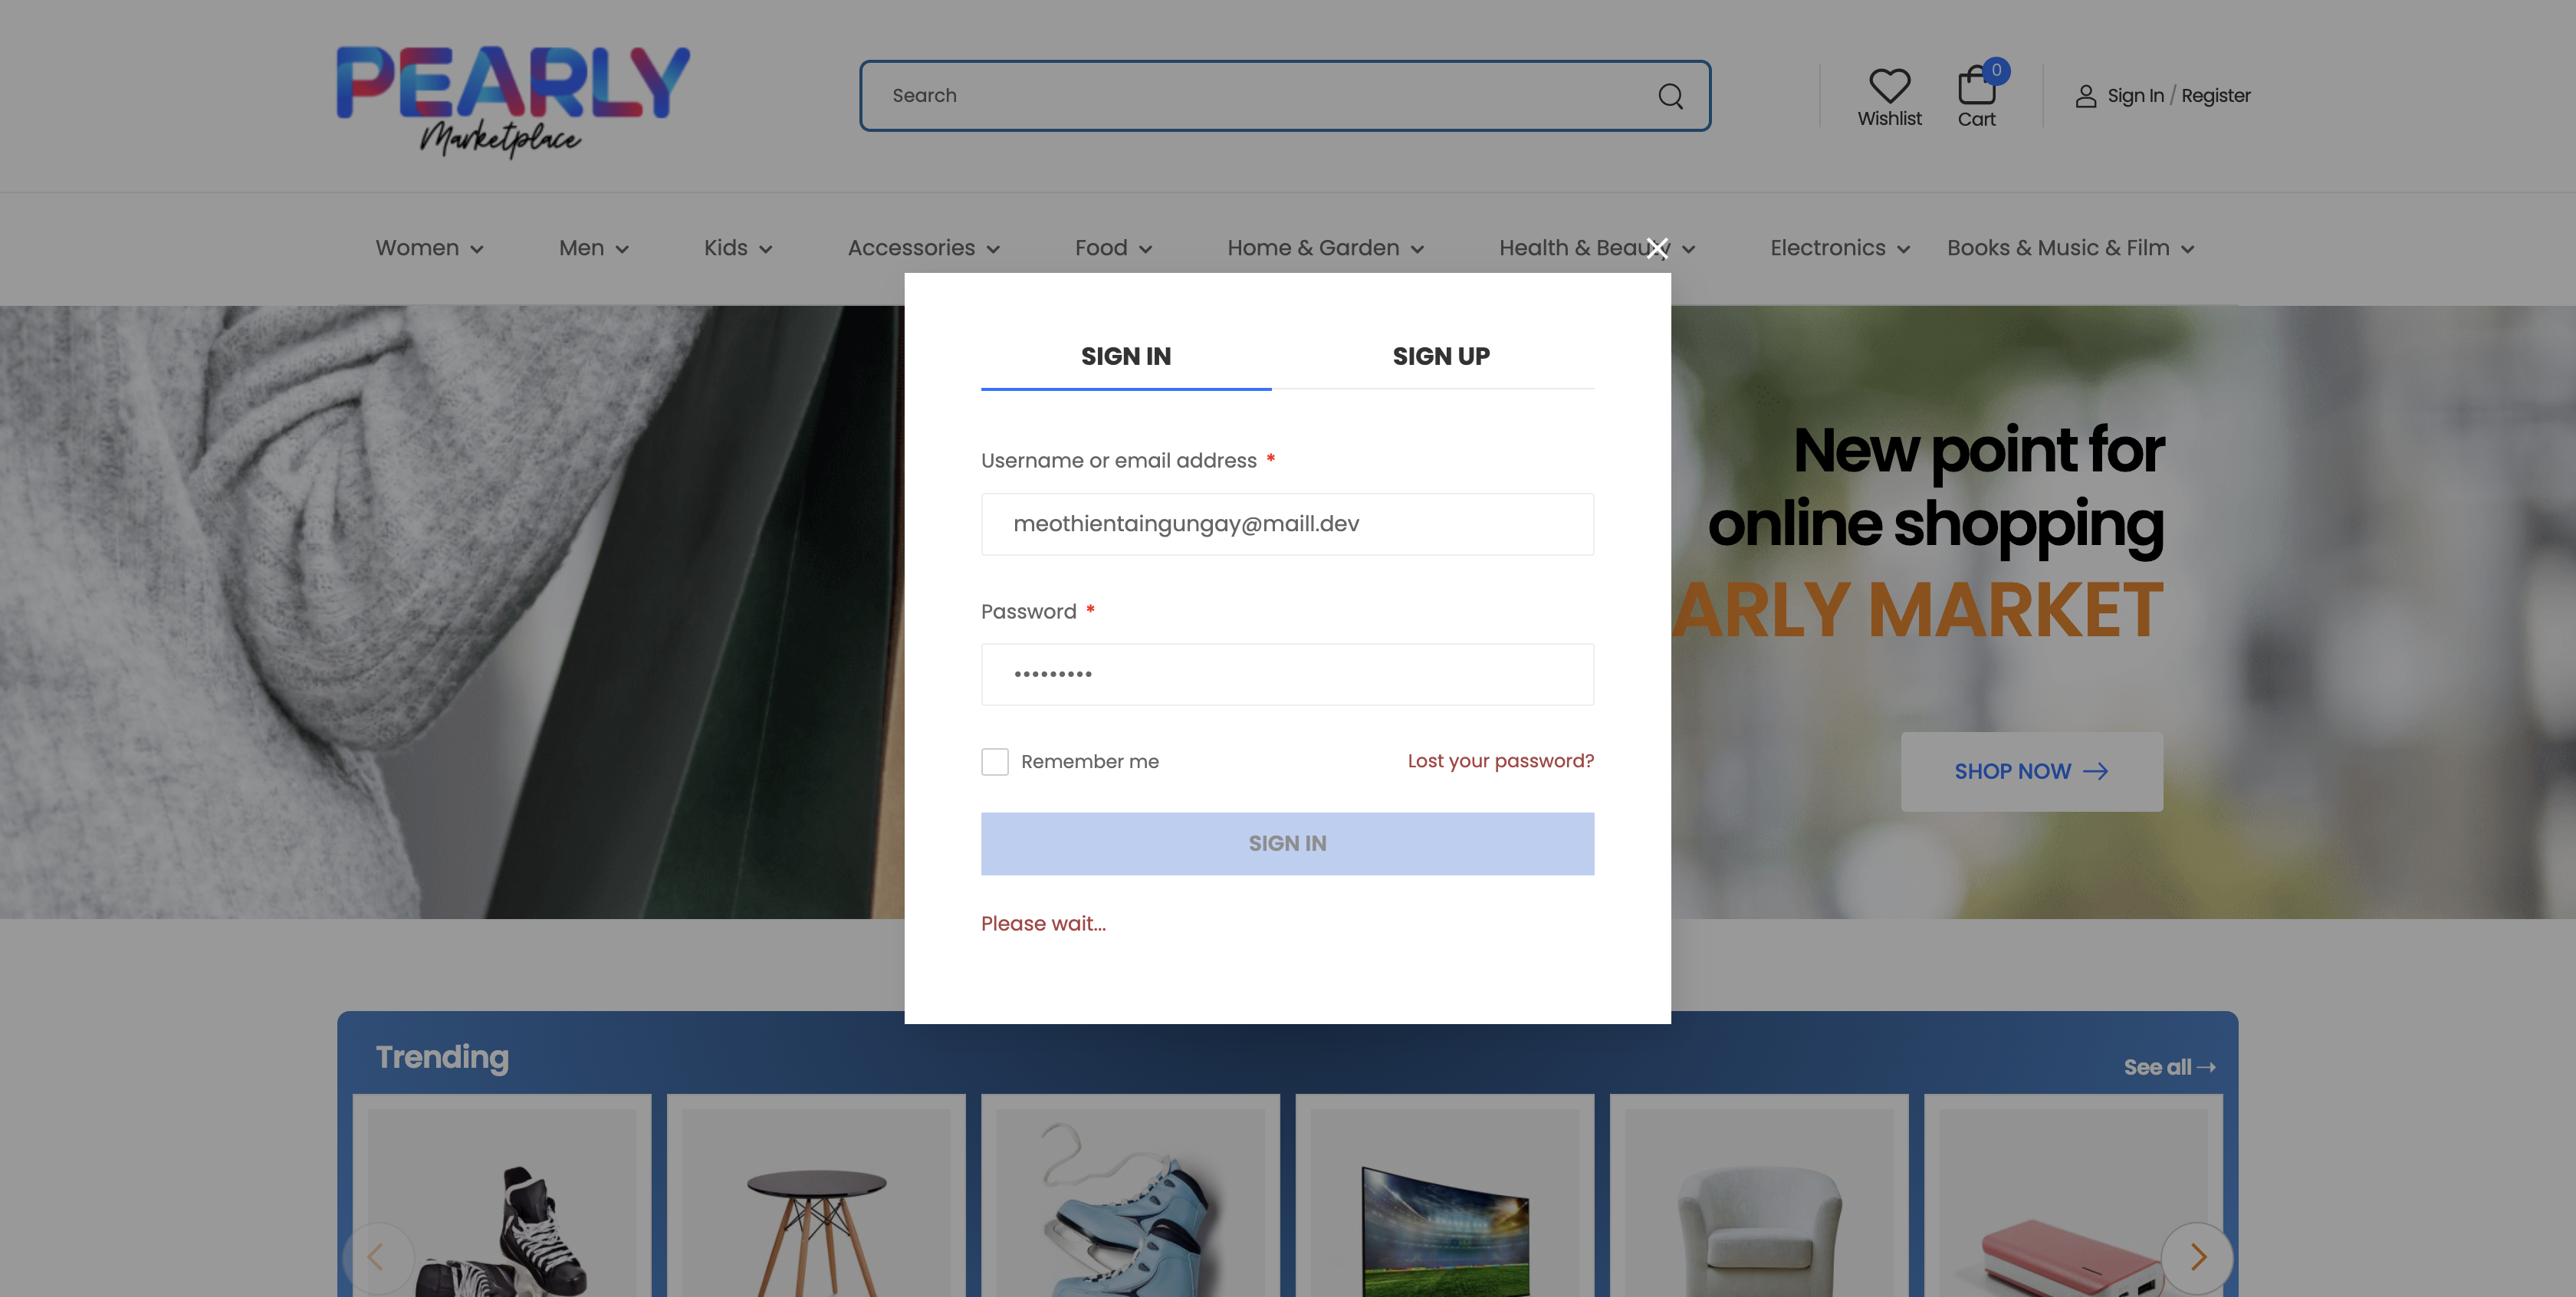 PEARLY
Marketplace
Search
Wishlist
0
Cart
Sign In / Register
Women
Men
Kids
Accessories
Food
Home & Garden
Health & Beauty
Electronics
Books & Music & Film
SIGN IN
SIGN UP
Username or email address *
meothientaingungay@maill.dev
Password *
•••••••••
Remember me
Lost your password?
SIGN IN
Please wait...
New point for
online shopping
ARLY MARKET
SHOP NOW →
Trending
See all →